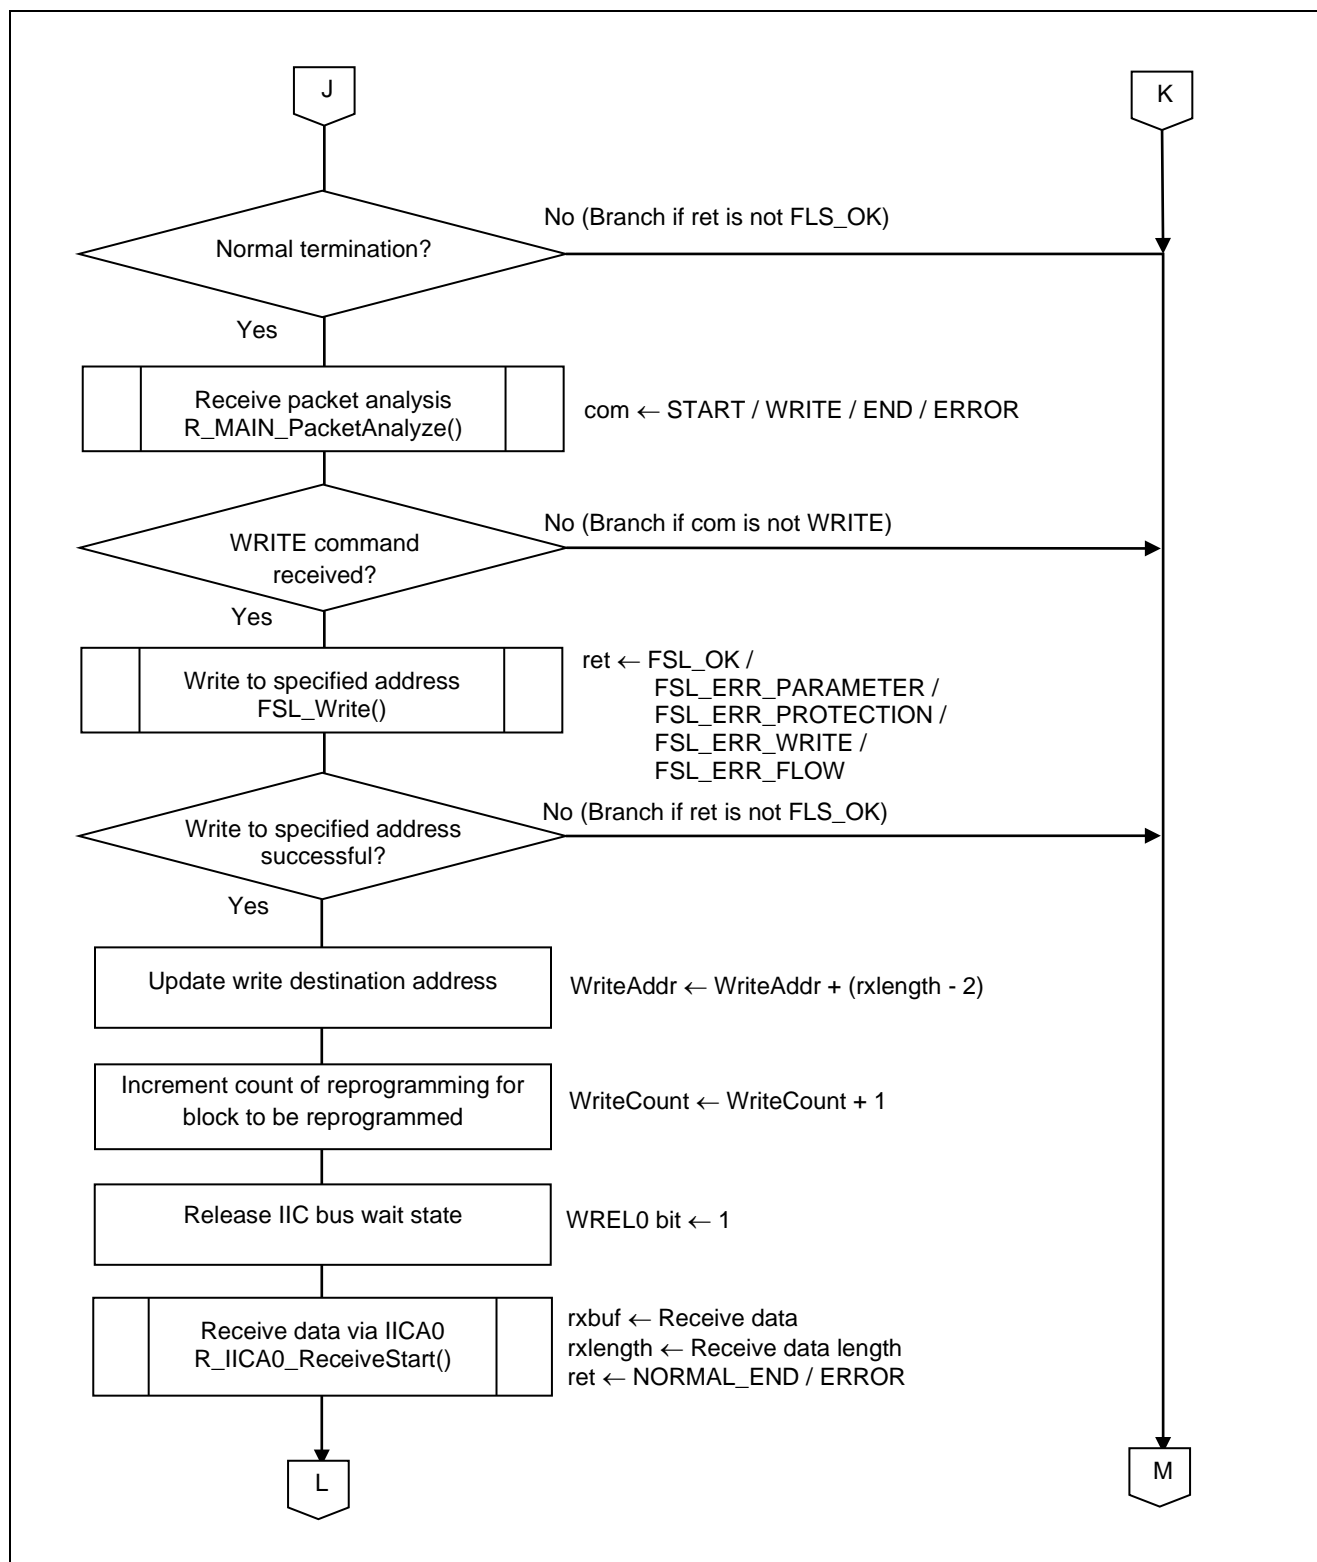 J
K
No (Branch if ret is not FLS_OK)
Normal termination?
Yes
Receive packet analysis
R_MAIN_PacketAnalyze()
com ← START / WRITE / END / ERROR
No (Branch if com is not WRITE)
WRITE command
received?
Yes
Write to specified address
FSL_Write()
ret ← FSL_OK /
FSL_ERR_PARAMETER /
FSL_ERR_PROTECTION /
FSL_ERR_WRITE /
FSL_ERR_FLOW
No (Branch if ret is not FLS_OK)
Write to specified address
successful?
Yes
Update write destination address
WriteAddr ← WriteAddr + (rxlength - 2)
Increment count of reprogramming for
block to be reprogrammed
WriteCount ← WriteCount + 1
Release IIC bus wait state
WREL0 bit ← 1
Receive data via IICA0
R_IICA0_ReceiveStart()
rxbuf ← Receive data
rxlength ← Receive data length
ret ← NORMAL_END / ERROR
L
M